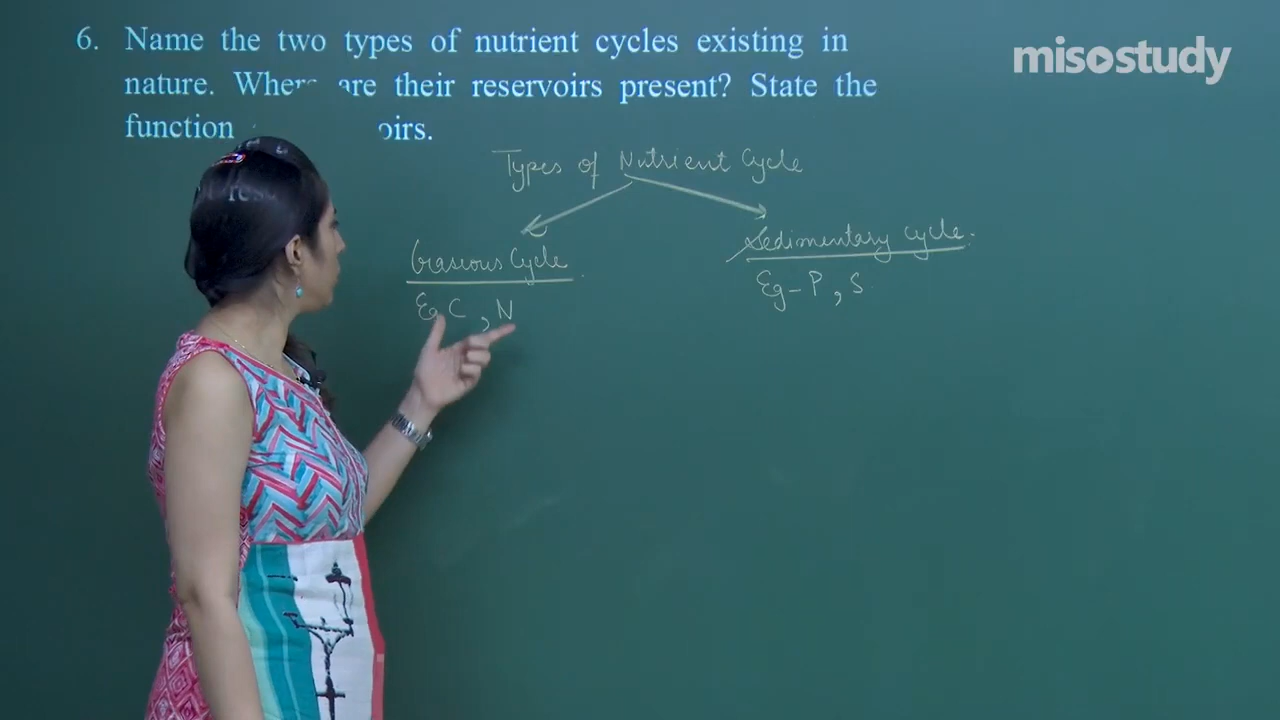 6. Name the two types of nutrient cycles existing in
misostudy
nature. Where are their reservoirs present? State the
function oirs.
Types of Nutrient Cycle
Gaseous Cycle
Sedimentary cycle.
Eg C, N
Eg- P, S